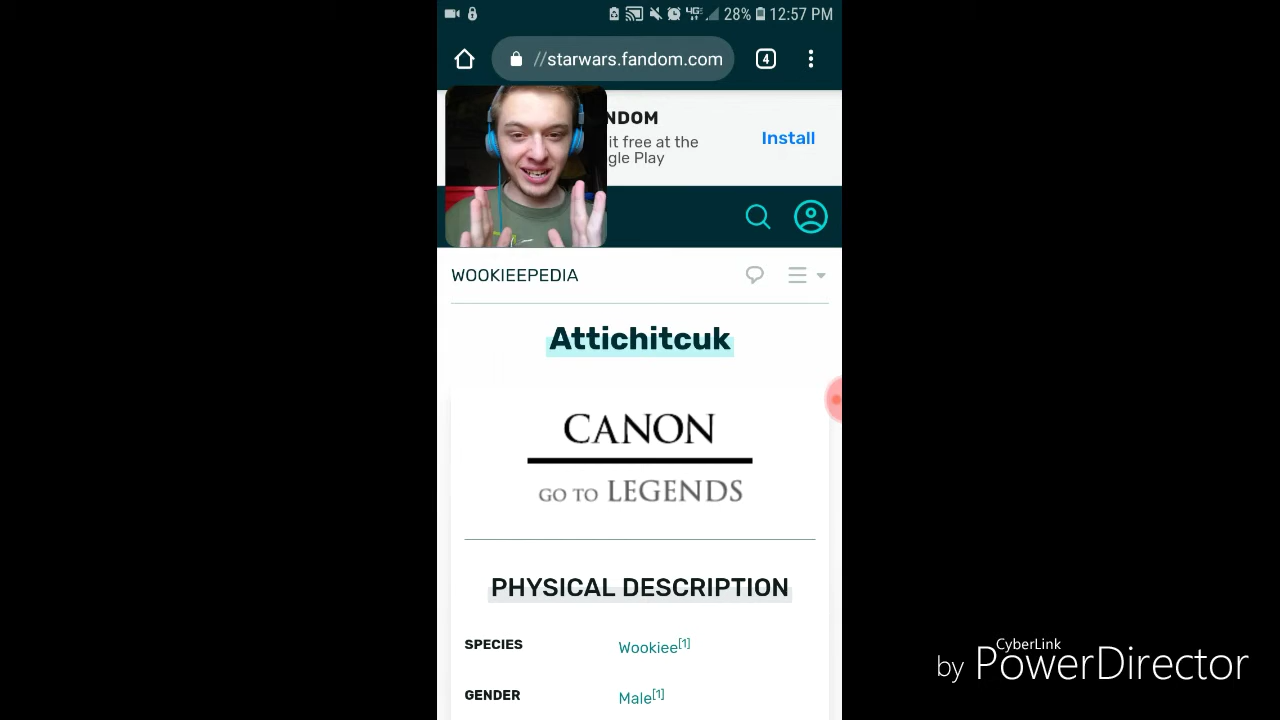 4G 28% 12:57 PM
//starwars.fandom.com 4
NDOM
it free at the
gle Play
Install
WOOKIEEPEDIA
Attichitcuk
CANON
GO TO LEGENDS
PHYSICAL DESCRIPTION
SPECIES Wookiee[1]
GENDER Male[1]
CyberLink
by PowerDirector